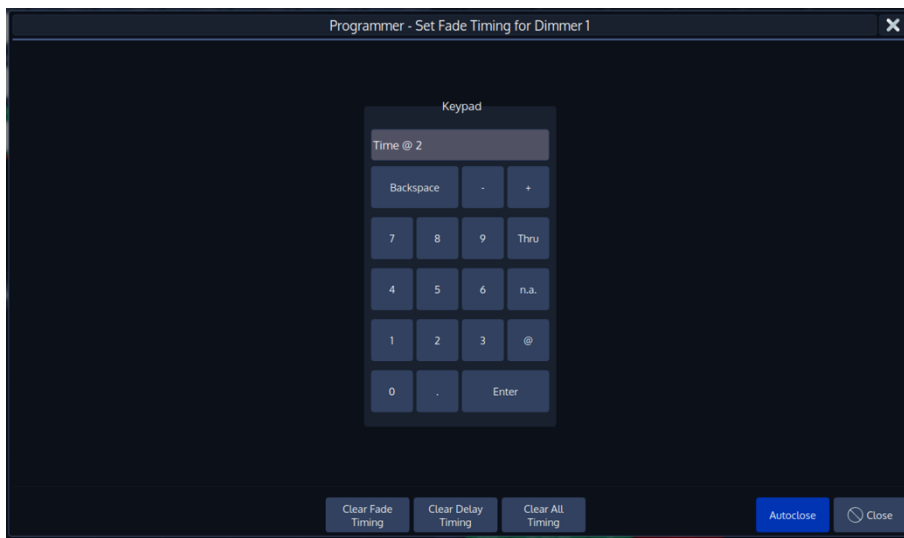 Programmer - Set Fade Timing for Dimmer 1
Keypad
Time @ 2
Backspace - +
7 8 9 Thru
4 5 6 n.a.
1 2 3 @
0 . Enter
Clear Fade
Timing
Clear Delay
Timing
Clear All
Timing
Autoclose
Close